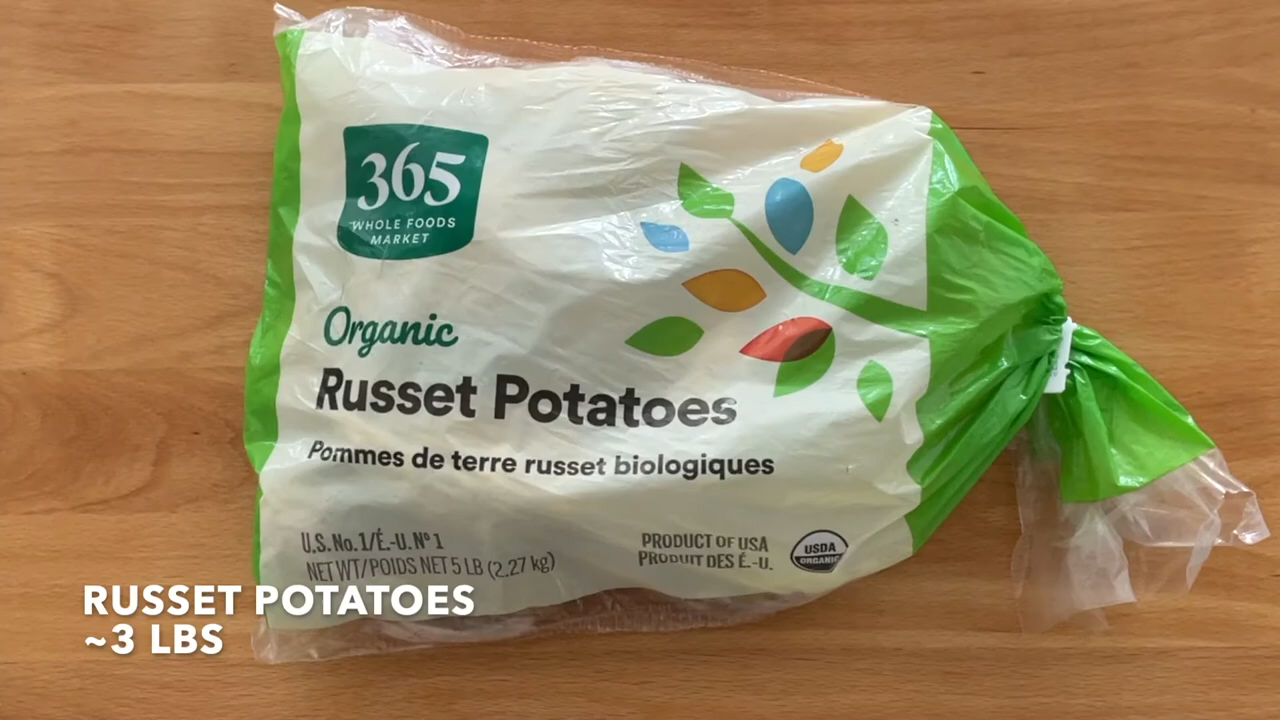 365
WHOLE FOODS
MARKET
Organic
Russet Potatoes
Pommes de terre russet biologiques
U.S. No. 1/É.-U. Nº 1
NET WT/POIDS NET 5 LB (2.27 kg)
PRODUCT OF USA
PRODUIT DES É.-U.
USDA
ORGANIC
RUSSET POTATOES
~3 LBS